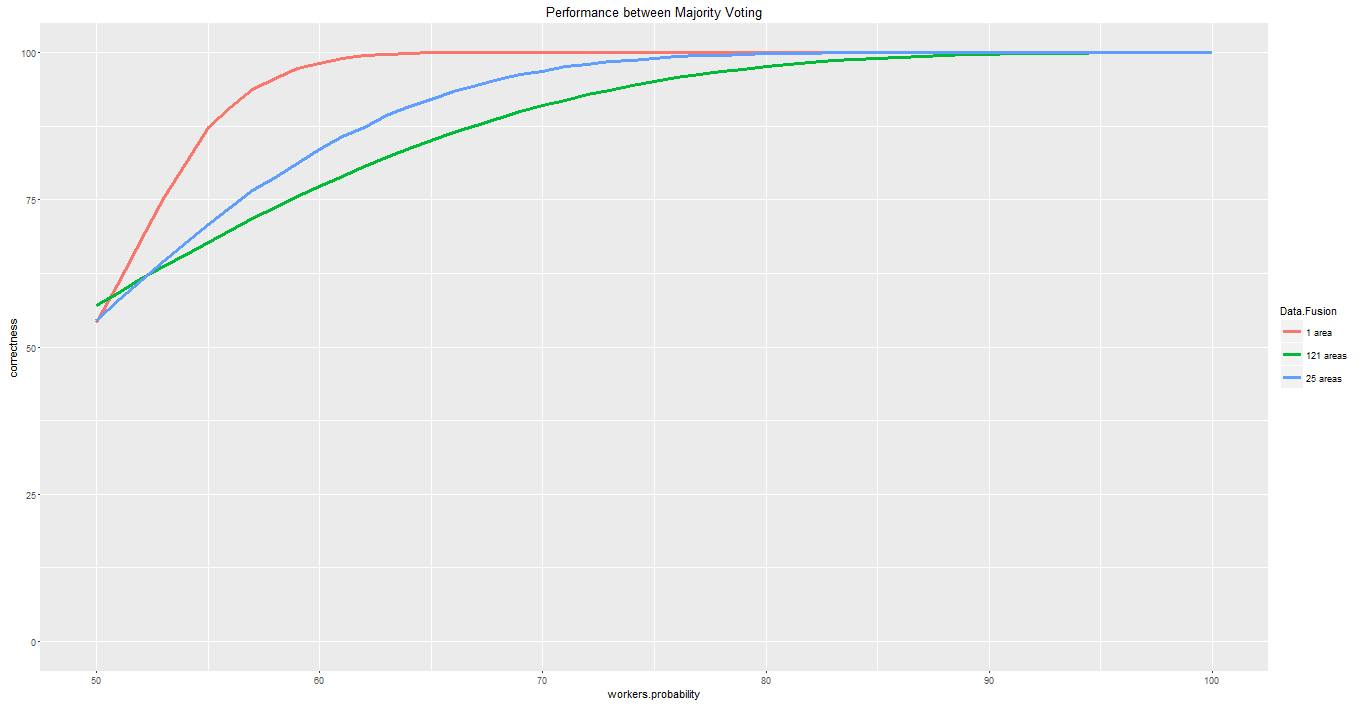 Performance between Majority Voting
100
75
50
25
0
correctness
50 60 70 80 90 100
workers.probability
Data.Fusion
1 area
121 areas
25 areas